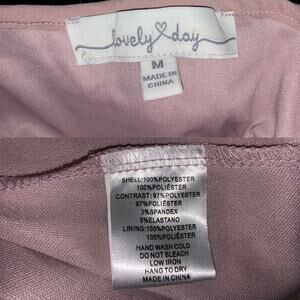 lovely day
M
MADE IN
CHINA
SHELL:100%POLYESTER
100%POLIÉSTER
CONTRAST:97%POLYESTER
97%POLIÉSTER
3%SPANDEX
3%ELASTANO
LINING:100%POLYESTER
100%POLIÉSTER
HAND WASH COLD
DO NOT BLEACH
LOW IRON
HANG TO DRY
MADE IN CHINA